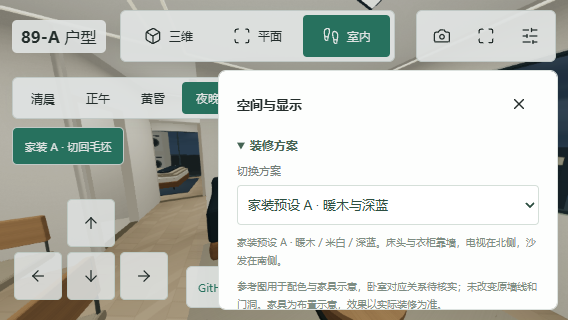 89-A 户型
三维
平面
室内
清晨
正午
黄昏
夜晚
家装 A · 切回毛坯
空间与显示
装修方案
切换方案
家装预设 A · 暖木与深蓝
家装预设 A · 暖木 / 米白 / 深蓝。床头与衣柜靠墙，电视在北侧，沙
发在南侧。
参考图用于配色与家具示意，卧室对应关系待核实；未改变原墙线和
门洞。家具为布置示意，效果以实际装修为准。
GitH